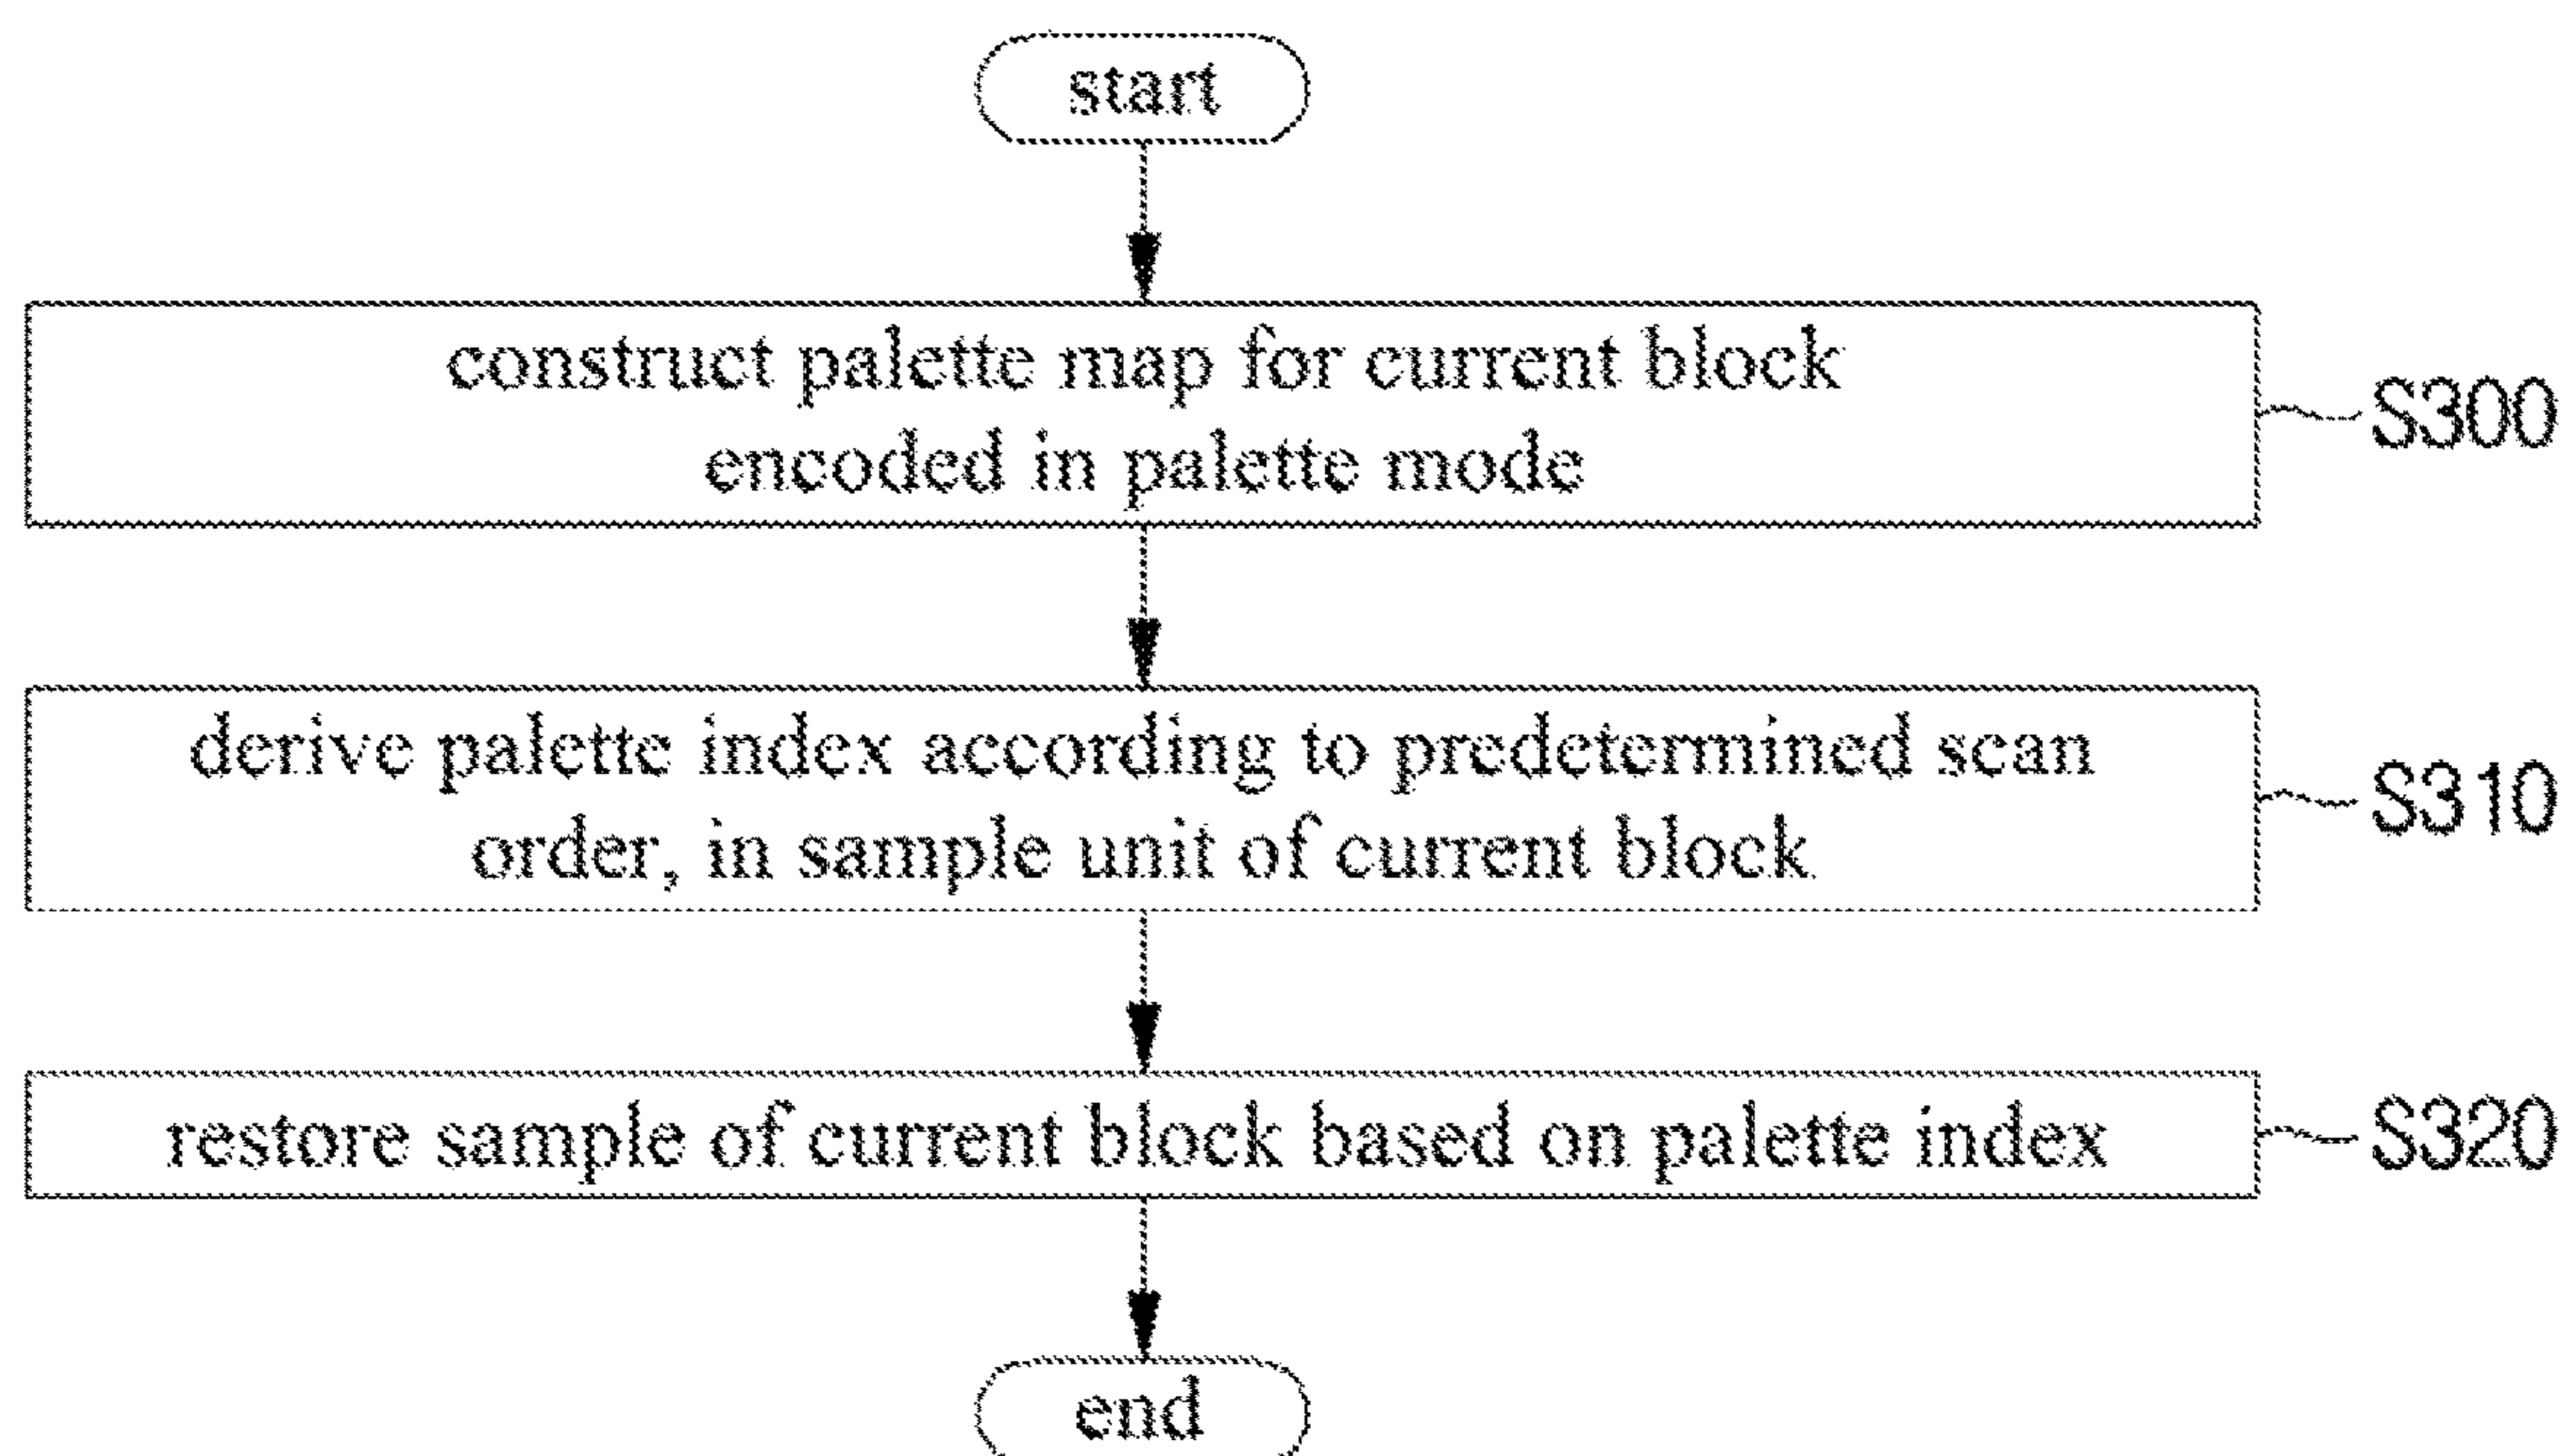 start
construct palette map for current block
encoded in palette mode
S300
derive palette index according to predetermined scan
order, in sample unit of current block
S310
restore sample of current block based on palette index
S320
end